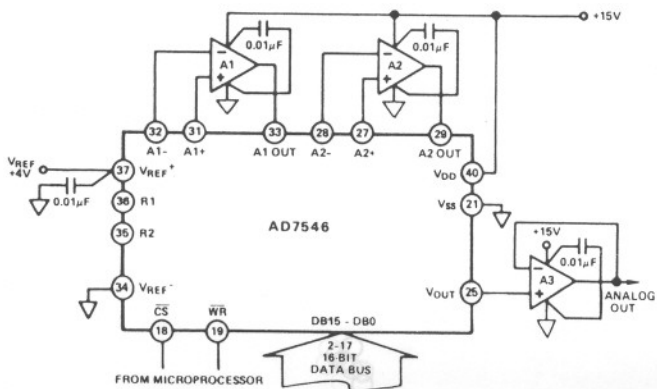 +15V
0.01μF
0.01μF
A1
A2
32
31
33
28
27
29
A1-
A1+
A1 OUT
A2-
A2+
A2 OUT
VREF
+4V
37
VREF+
VDD
40
0.01μF
36
R1
VSS
21
35
R2
AD7546
+15V
0.01μF
34
VREF-
VOUT
25
A3
ANALOG
OUT
CS
WR
DB15 - DB0
18
19
2-17
16-BIT
DATA BUS
FROM MICROPROCESSOR